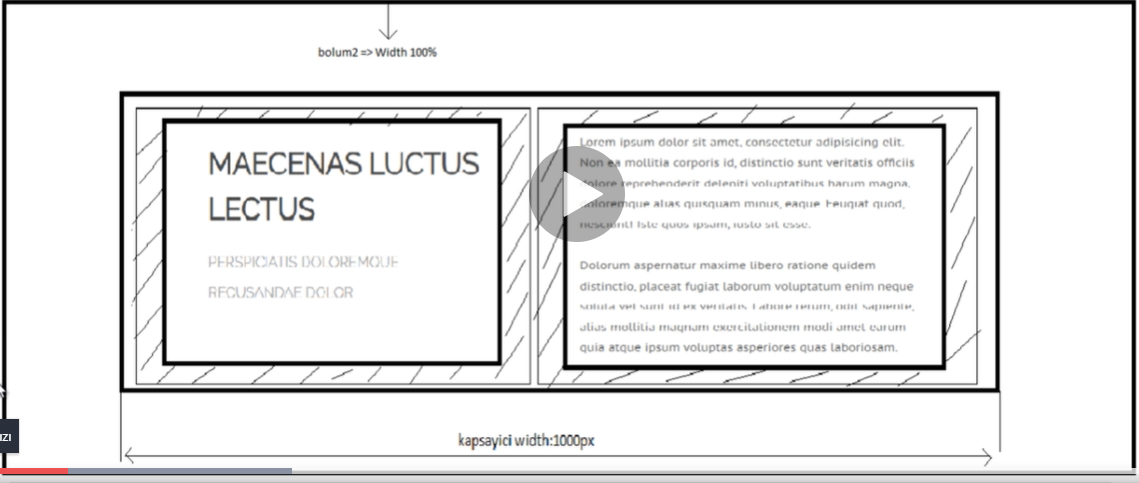 bolum2 => Width 100%
MAECENAS LUCTUS
LECTUS
PERSPICIATIS DOLOREMQUE
RECUSANDAE DOLOR
Lorem ipsum dolor sit amet, consectetur adipisicing elit.
Non ea mollitia corporis id, distinctio sunt veritatis officiis
dolore reprehenderit deleniti voluptatibus harum magna,
doloremque alias quisquam minus, eaque. Feugiat quod,
nesciunt! Iste quos ipsam, iusto sit esse.
Dolorum aspernatur maxime libero ratione quidem
distinctio, placeat fugiat laborum voluptatum enim neque
soluta vel sunt id ex veritatis. Labore rerum, odit sapiente,
alias mollitia magnam exercitationem modi amet earum
quia atque ipsum voluptas asperiores quas laboriosam.
kapsayici width:1000px